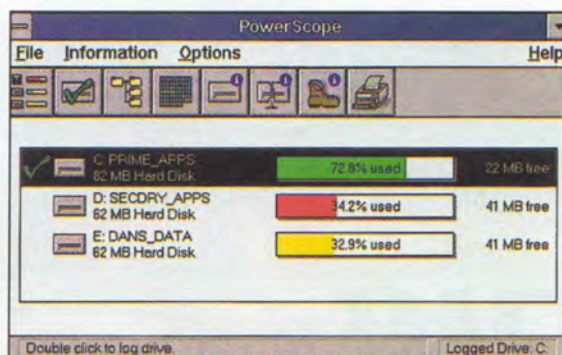 PowerScope
File Information Options Help
C: PRIME_APPS
82 MB Hard Disk
72.8% used
22 MB free
D: SECDRY_APPS
62 MB Hard Disk
34.2% used
41 MB free
E: DANS_DATA
62 MB Hard Disk
32.9% used
41 MB free
Double click to log drive.
Logged Drive: C: